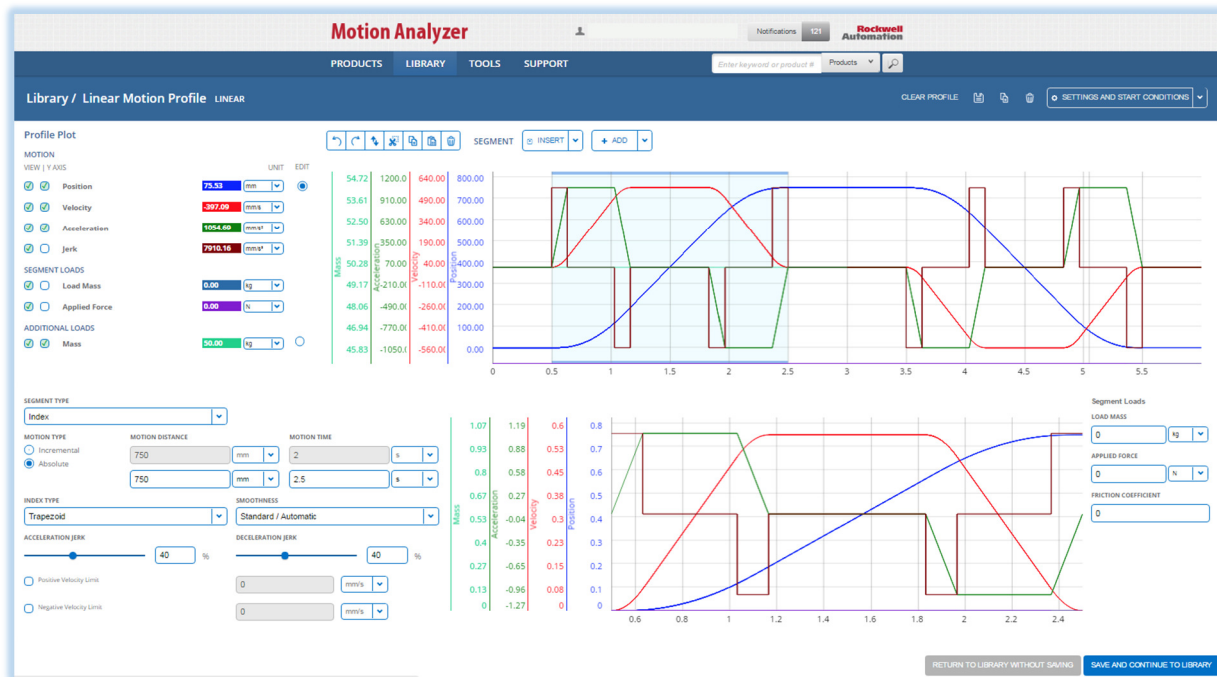 Motion Analyzer
Notifications 121
Rockwell Automation
PRODUCTS LIBRARY TOOLS SUPPORT
Enter keyword or product # Products
Library / Linear Motion Profile LINEAR
CLEAR PROFILE SETTINGS AND START CONDITIONS
Profile Plot
SEGMENT INSERT + ADD
MOTION
VIEW | Y AXIS UNIT EDIT
Position 75.53 mm
Velocity -397.09 mm/s
Acceleration 1054.69 mm/s²
Jerk 7910.16 mm/s³
SEGMENT LOADS
Load Mass 0.00 kg
Applied Force 0.00 N
ADDITIONAL LOADS
Mass 50.00 kg
54.72 1200.0 640.00 800.00
53.61 910.00 490.00 700.00
52.50 630.00 340.00 600.00
51.39 350.00 190.00 500.00
50.28 70.00 40.00 400.00
49.17 -210.00 -110.00 300.00
48.06 -490.00 -260.00 200.00
46.94 -770.00 -410.00 100.00
45.83 -1050.( -560.00 0.00
Mass Acceleration Velocity Position
0 0.5 1 1.5 2 2.5 3 3.5 4 4.5 5 5.5
SEGMENT TYPE
Index
MOTION TYPE MOTION DISTANCE MOTION TIME
Incremental
Absolute
750 mm 2 s
750 mm 2.5 s
INDEX TYPE SMOOTHNESS
Trapezoid Standard / Automatic
ACCELERATION JERK DECELERATION JERK
40 % 40 %
Positive Velocity Limit 0 mm/s
Negative Velocity Limit 0 mm/s
1.07 1.19 0.6 0.8
0.93 0.88 0.53 0.7
0.8 0.58 0.45 0.6
0.67 0.27 0.38 0.5
0.53 -0.04 0.3 0.4
0.4 -0.35 0.23 0.3
0.27 -0.65 0.15 0.2
0.13 -0.96 0.08 0.1
0 -1.27 0 0
Mass Acceleration Velocity Position
0.6 0.8 1 1.2 1.4 1.6 1.8 2 2.2 2.4
Segment Loads
LOAD MASS
0 kg
APPLIED FORCE
0 N
FRICTION COEFFICIENT
0
RETURN TO LIBRARY WITHOUT SAVING SAVE AND CONTINUE TO LIBRARY